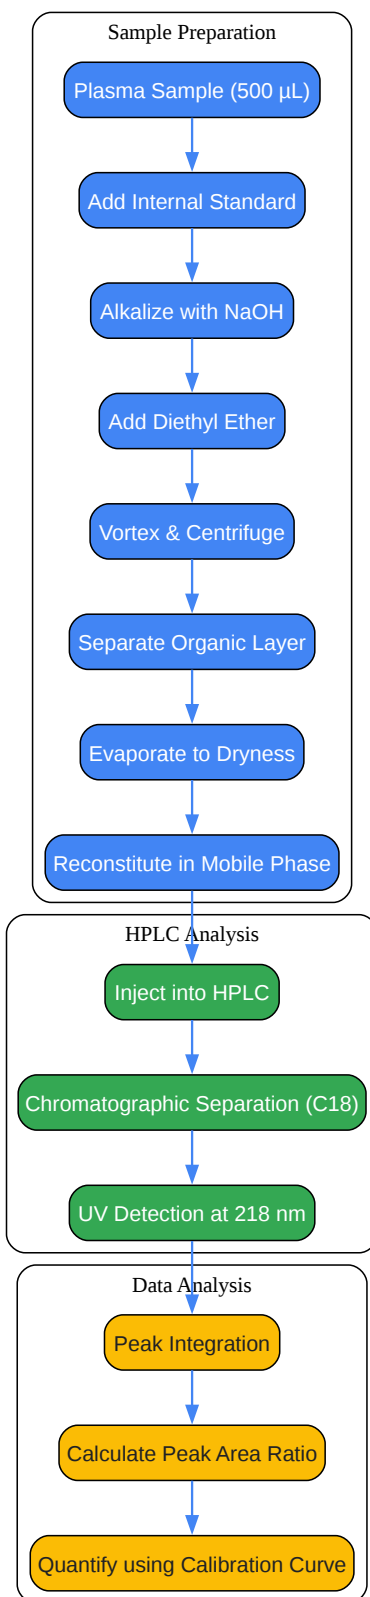 Sample Preparation
Plasma Sample (500 µL)
Add Internal Standard
Alkalize with NaOH
Add Diethyl Ether
Vortex & Centrifuge
Separate Organic Layer
Evaporate to Dryness
Reconstitute in Mobile Phase
HPLC Analysis
Inject into HPLC
Chromatographic Separation (C18)
UV Detection at 218 nm
Data Analysis
Peak Integration
Calculate Peak Area Ratio
Quantify using Calibration Curve